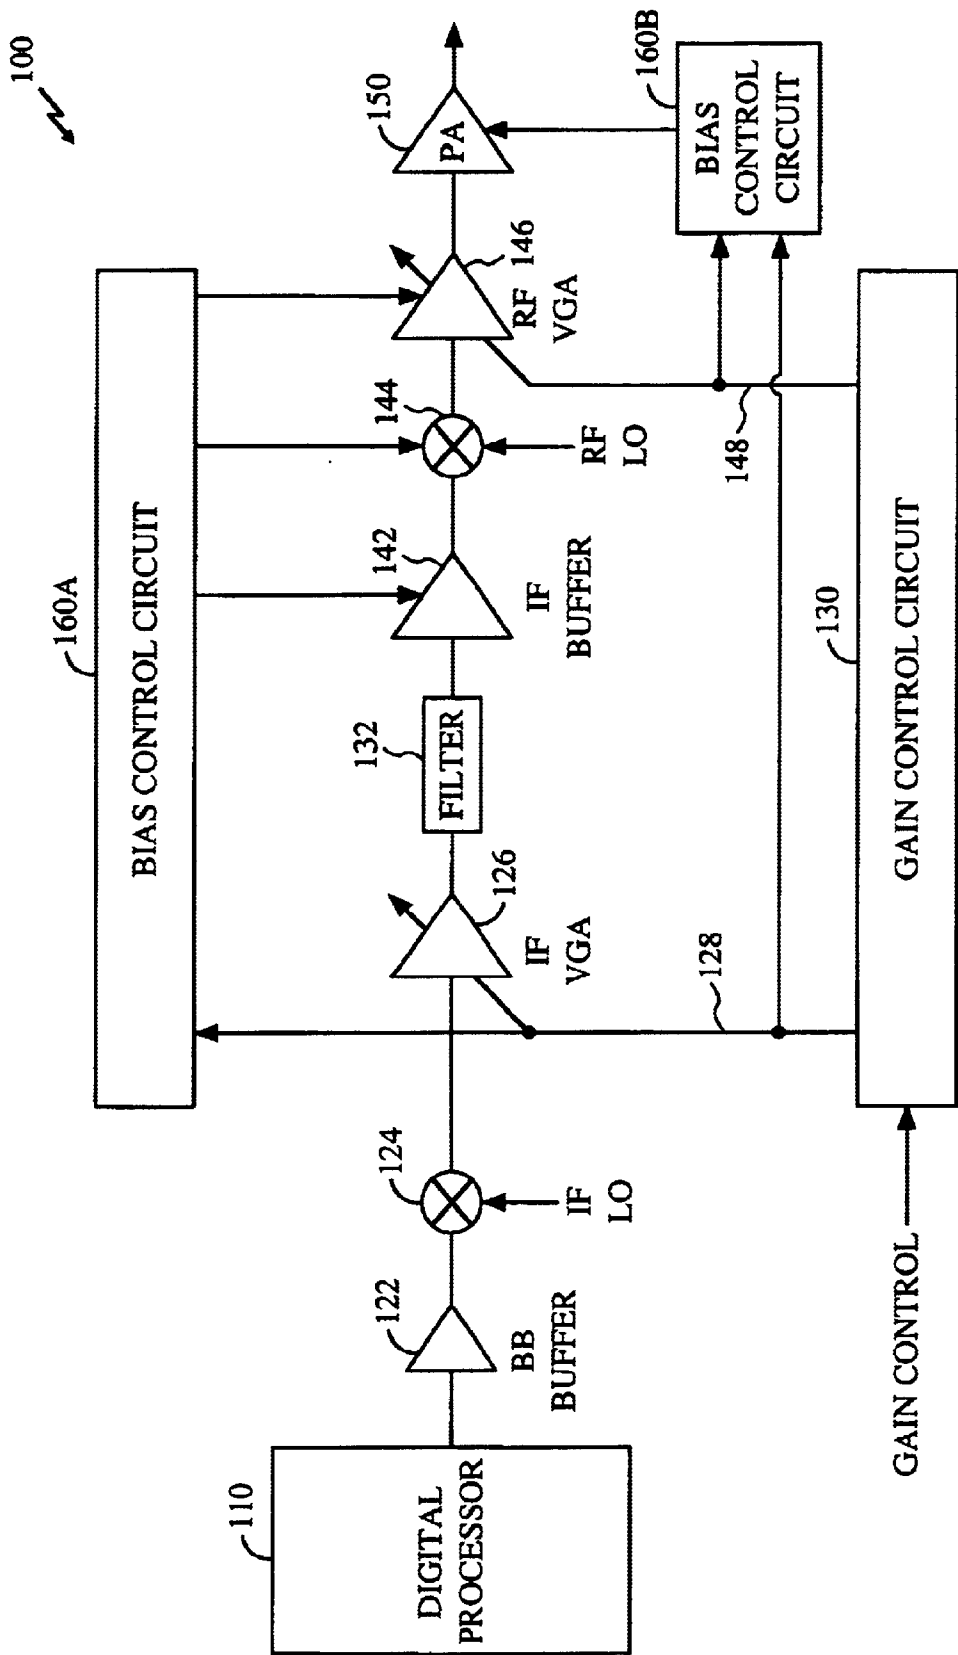 100
160A
BIAS CONTROL CIRCUIT
110
DIGITAL
PROCESSOR
122
BB
BUFFER
124
IF
LO
126
IF
VGA
132
FILTER
142
IF
BUFFER
144
RF
LO
146
RF
VGA
150
PA
160B
BIAS
CONTROL
CIRCUIT
128
148
130
GAIN CONTROL CIRCUIT
GAIN CONTROL